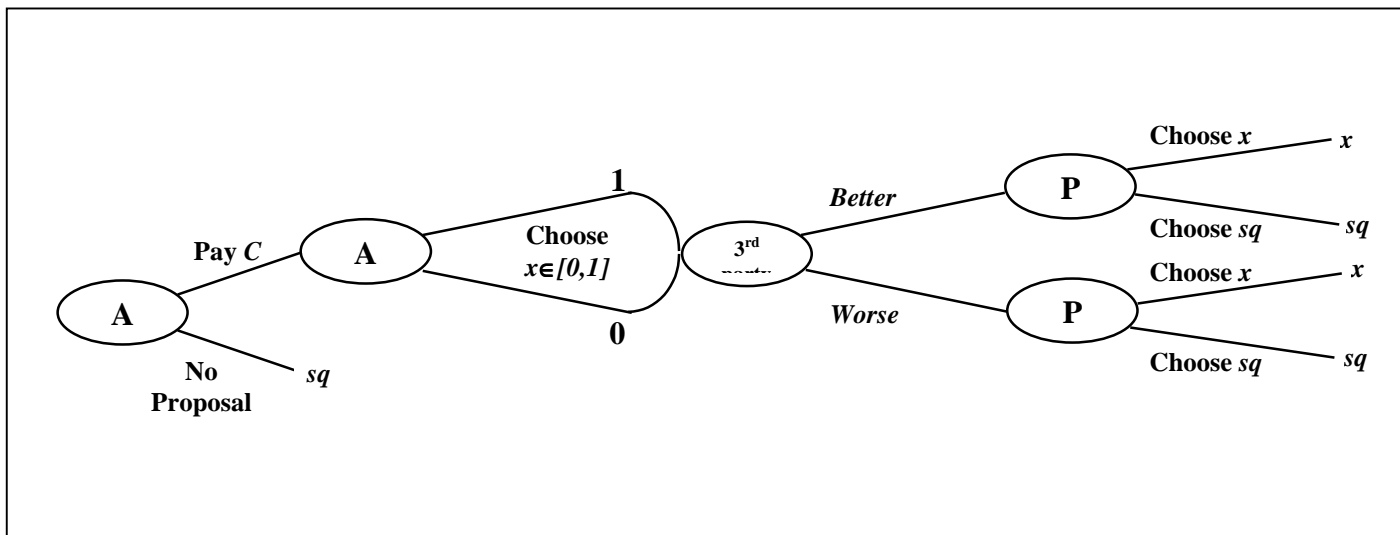 A
Pay C
No
Proposal
sq
A
1
Choose
x∈[0,1]
0
3rd
Better
Worse
P
Choose x
x
Choose sq
sq
P
Choose x
x
Choose sq
sq